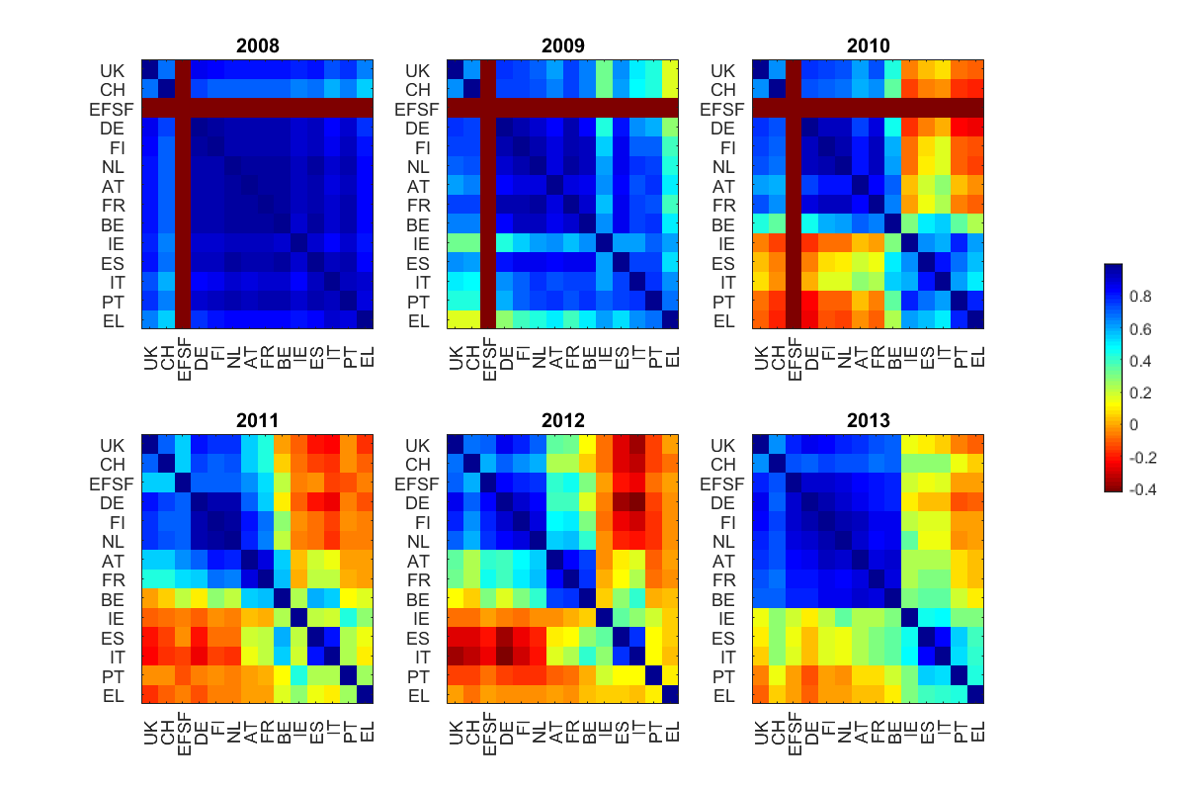 2008
2009
2010
UK
CH
EFSF
DE
FI
NL
AT
FR
BE
IE
ES
IT
PT
EL
UK
CH
EFSF
DE
FI
NL
AT
FR
BE
IE
ES
IT
PT
EL
UK
CH
EFSF
DE
FI
NL
AT
FR
BE
IE
ES
IT
PT
EL
UK CH EFSF DE FI NL AT FR BE IE ES IT PT EL
UK CH EFSF DE FI NL AT FR BE IE ES IT PT EL
UK CH EFSF DE FI NL AT FR BE IE ES IT PT EL
2011
2012
2013
UK
CH
EFSF
DE
FI
NL
AT
FR
BE
IE
ES
IT
PT
EL
UK
CH
EFSF
DE
FI
NL
AT
FR
BE
IE
ES
IT
PT
EL
UK
CH
EFSF
DE
FI
NL
AT
FR
BE
IE
ES
IT
PT
EL
UK CH EFSF DE FI NL AT FR BE IE ES IT PT EL
UK CH EFSF DE FI NL AT FR BE IE ES IT PT EL
UK CH EFSF DE FI NL AT FR BE IE ES IT PT EL
0.8
0.6
0.4
0.2
0
-0.2
-0.4